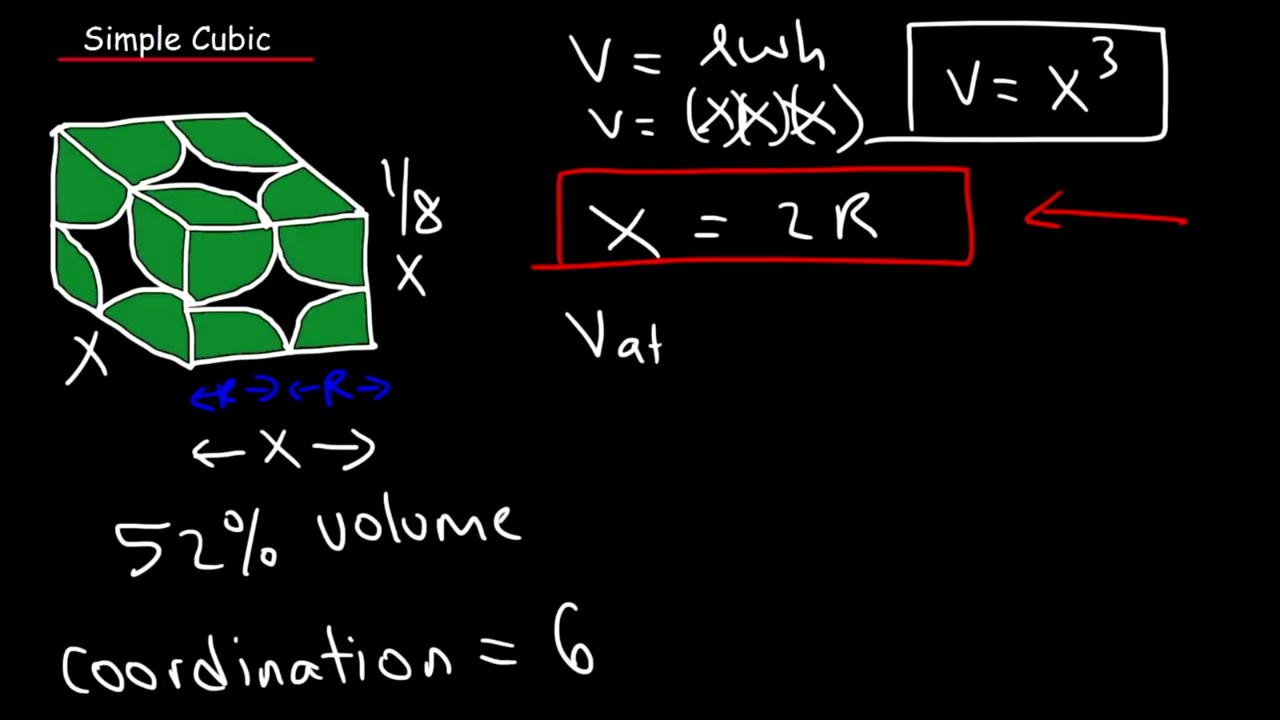 Simple Cubic
V = lwh
V = (X)(X)(X)
V = X³
X = 2R
Vat
1/8
X
X
R R
X
52% volume
coordination = 6